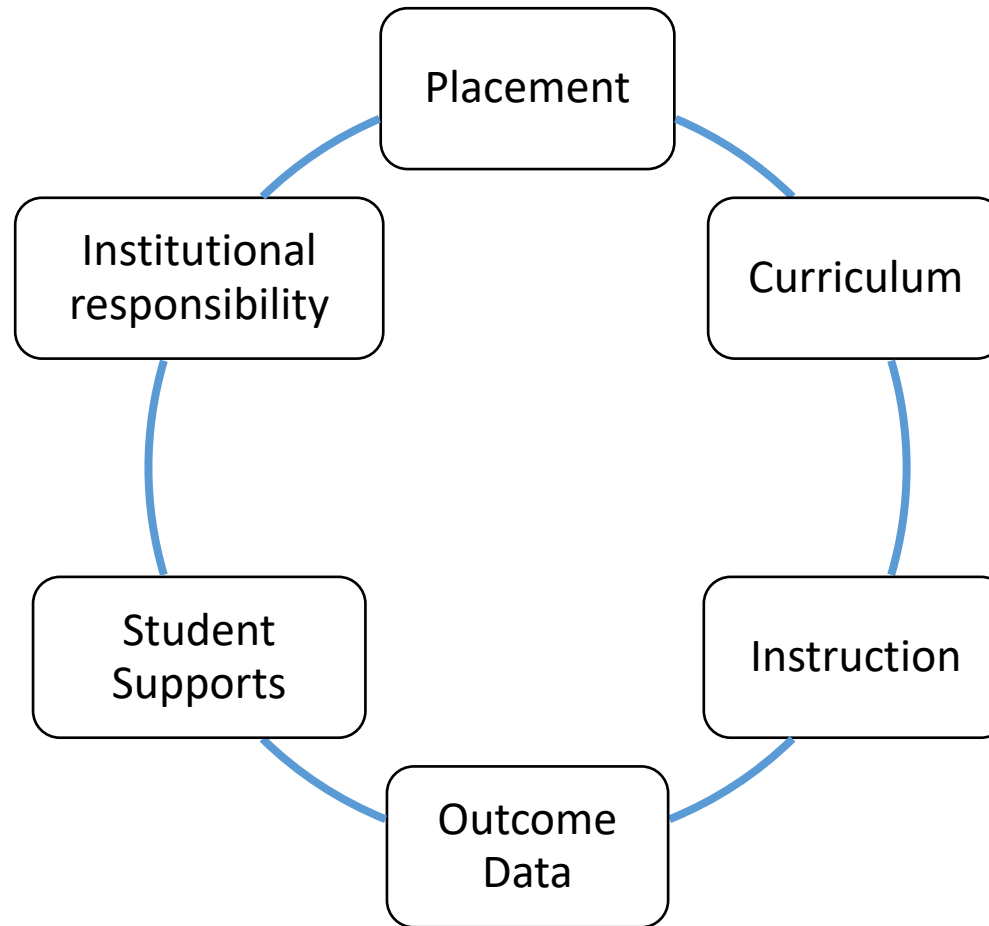 Placement
Curriculum
Instruction
Outcome
Data
Student
Supports
Institutional
responsibility